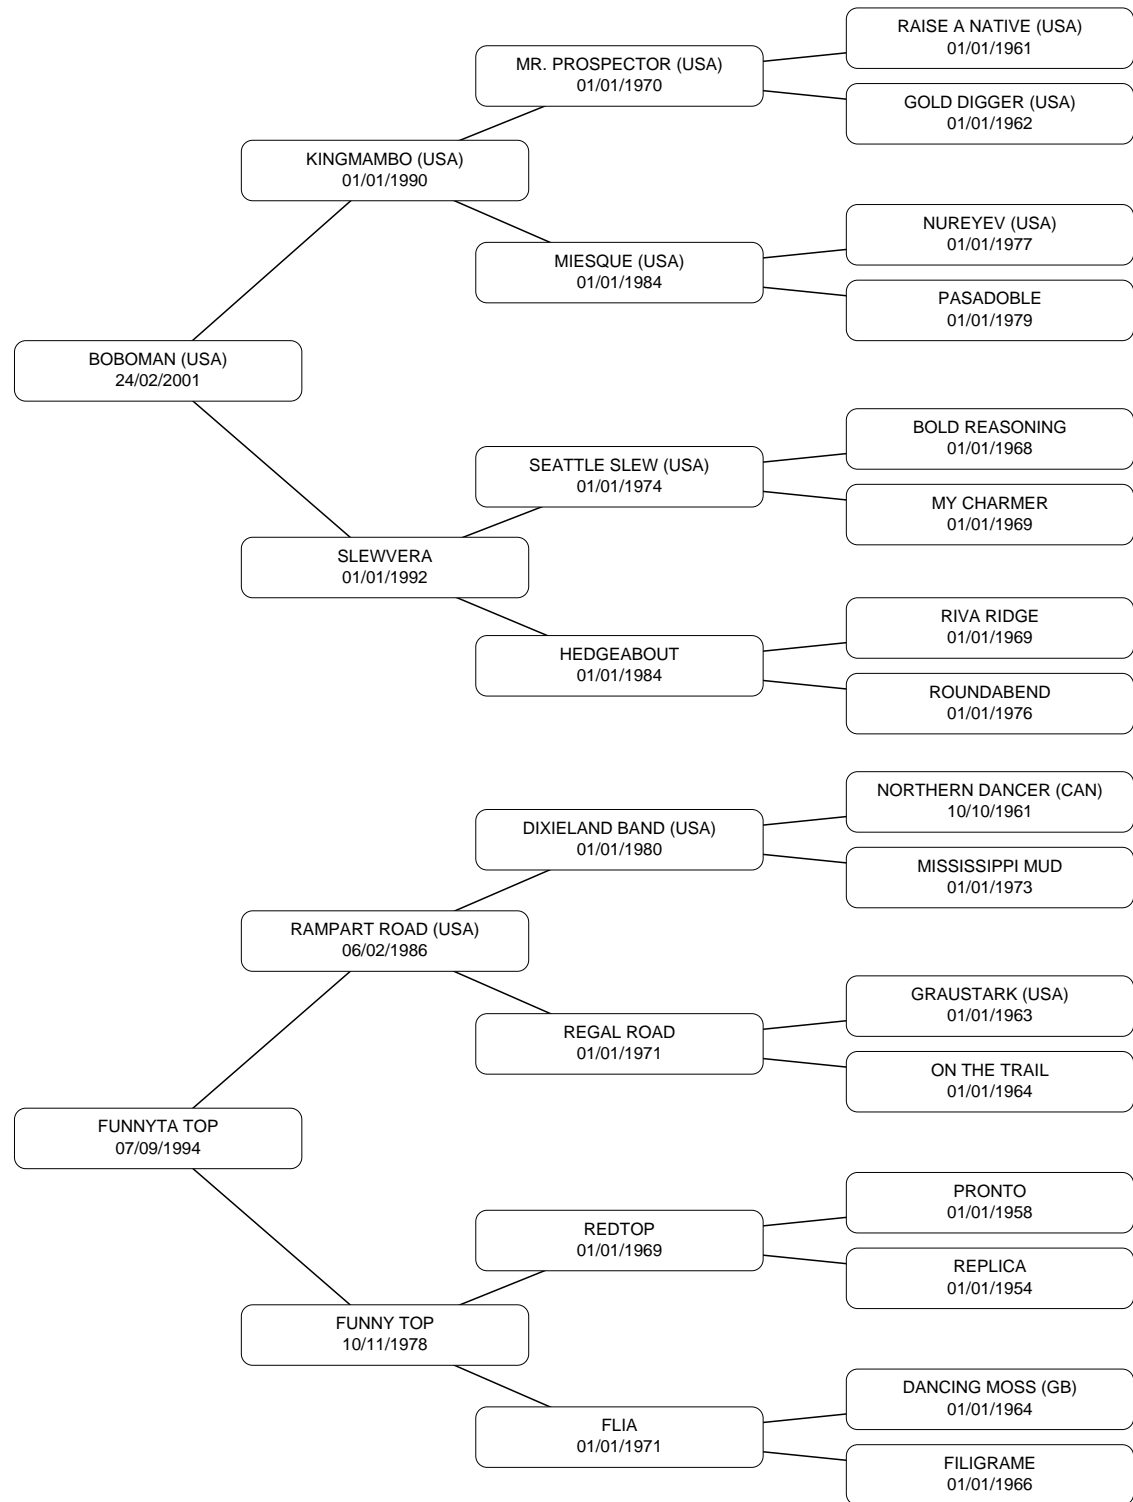 RAISE A NATIVE (USA)
01/01/1961
MR. PROSPECTOR (USA)
01/01/1970
GOLD DIGGER (USA)
01/01/1962
KINGMAMBO (USA)
01/01/1990
NUREYEV (USA)
01/01/1977
MIESQUE (USA)
01/01/1984
PASADOBLE
01/01/1979
BOBOMAN (USA)
24/02/2001
BOLD REASONING
01/01/1968
SEATTLE SLEW (USA)
01/01/1974
MY CHARMER
01/01/1969
SLEWVERA
01/01/1992
RIVA RIDGE
01/01/1969
HEDGEABOUT
01/01/1984
ROUNDABEND
01/01/1976
NORTHERN DANCER (CAN)
10/10/1961
DIXIELAND BAND (USA)
01/01/1980
MISSISSIPPI MUD
01/01/1973
RAMPART ROAD (USA)
06/02/1986
GRAUSTARK (USA)
01/01/1963
REGAL ROAD
01/01/1971
ON THE TRAIL
01/01/1964
FUNNYTA TOP
07/09/1994
PRONTO
01/01/1958
REDTOP
01/01/1969
REPLICA
01/01/1954
FUNNY TOP
10/11/1978
DANCING MOSS (GB)
01/01/1964
FLIA
01/01/1971
FILIGRAME
01/01/1966